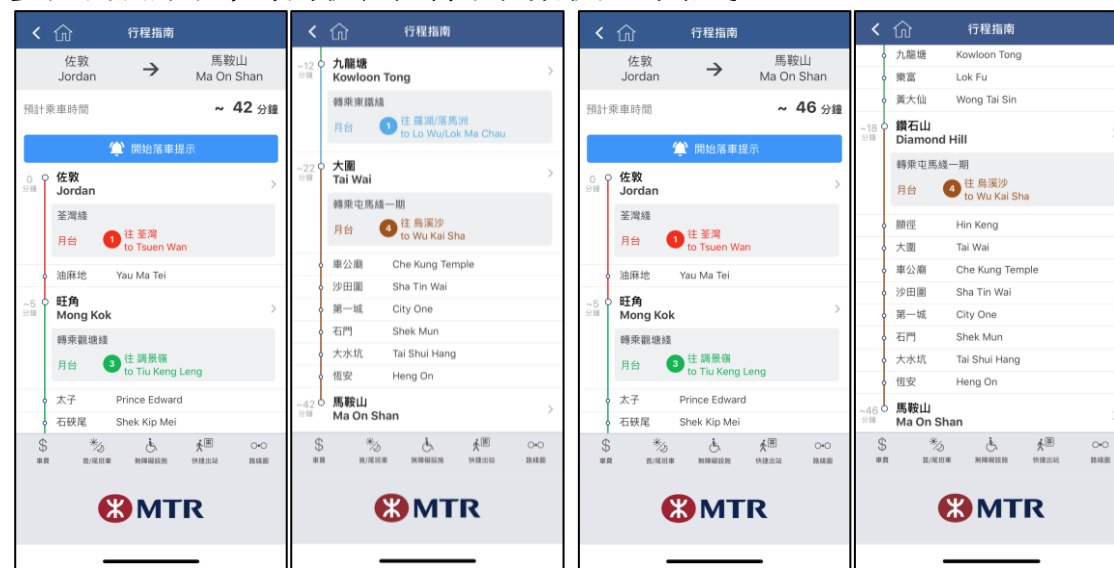 行程指南
佐敦 → 馬鞍山
Jordan Ma On Shan
預計乘車時間 ~ 42 分鐘
開始落車提示
0 佐敦
分鐘 Jordan
荃灣綫
月台 1 往 荃灣
to Tsuen Wan
油麻地 Yau Ma Tei
~5 旺角
分鐘 Mong Kok
轉乘觀塘綫
月台 3 往 調景嶺
to Tiu Keng Leng
太子 Prince Edward
石硤尾 Shek Kip Mei
$
車費 首/尾班車 無障礙設施 快捷出站 路綫圖
MTR
行程指南
~12 九龍塘
分鐘 Kowloon Tong
轉乘東鐵綫
月台 1 往 羅湖/落馬洲
to Lo Wu/Lok Ma Chau
~22 大圍
分鐘 Tai Wai
轉乘屯馬綫一期
月台 4 往 烏溪沙
to Wu Kai Sha
車公廟 Che Kung Temple
沙田圍 Sha Tin Wai
第一城 City One
石門 Shek Mun
大水坑 Tai Shui Hang
恆安 Heng On
~42 馬鞍山
分鐘 Ma On Shan
$
車費 首/尾班車 無障礙設施 快捷出站 路綫圖
MTR
行程指南
佐敦 → 馬鞍山
Jordan Ma On Shan
預計乘車時間 ~ 46 分鐘
開始落車提示
0 佐敦
分鐘 Jordan
荃灣綫
月台 1 往 荃灣
to Tsuen Wan
油麻地 Yau Ma Tei
~5 旺角
分鐘 Mong Kok
轉乘觀塘綫
月台 3 往 調景嶺
to Tiu Keng Leng
太子 Prince Edward
石硤尾 Shek Kip Mei
$
車費 首/尾班車 無障礙設施 快捷出站 路綫圖
MTR
行程指南
九龍塘 Kowloon Tong
樂富 Lok Fu
黃大仙 Wong Tai Sin
~18 鑽石山
分鐘 Diamond Hill
轉乘屯馬綫一期
月台 4 往 烏溪沙
to Wu Kai Sha
顯徑 Hin Keng
大圍 Tai Wai
車公廟 Che Kung Temple
沙田圍 Sha Tin Wai
第一城 City One
石門 Shek Mun
大水坑 Tai Shui Hang
恆安 Heng On
~46 馬鞍山
分鐘 Ma On Shan
$
車費 首/尾班車 無障礙設施 快捷出站 路綫圖
MTR